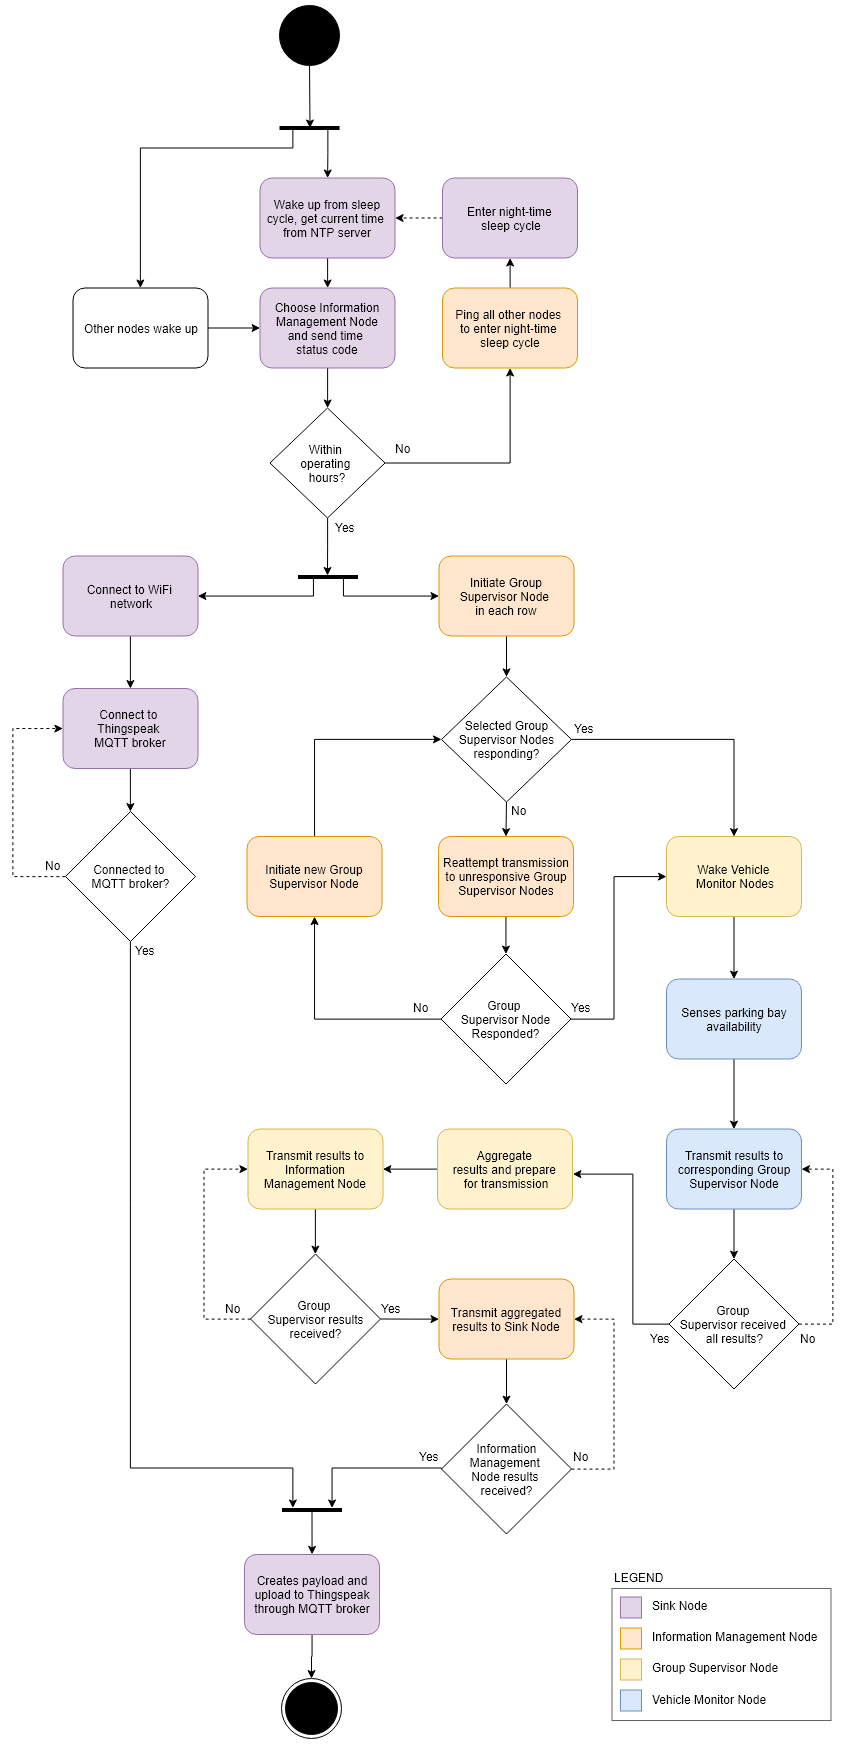 Wake up from sleep
cycle, get current time
from NTP server
Enter night-time
sleep cycle
Other nodes wake up
Choose Information
Management Node
and send time
status code
Ping all other nodes
to enter night-time
sleep cycle
Within
operating
hours?
No
Yes
Connect to WiFi
network
Initiate Group
Supervisor Node
in each row
Connect to
Thingspeak
MQTT broker
Selected Group
Supervisor Nodes
responding?
Yes
No
No
Connected to
MQTT broker?
Yes
Initiate new Group
Supervisor Node
Reattempt transmission
to unresponsive Group
Supervisor Nodes
Wake Vehicle
Monitor Nodes
No
Group
Supervisor Node
Responded?
Yes
Senses parking bay
availability
Transmit results to
Information
Management Node
Aggregate
results and prepare
for transmission
Transmit results to
corresponding Group
Supervisor Node
No
Group
Supervisor results
received?
Yes
Transmit aggregated
results to Sink Node
Yes
Group
Supervisor received
all results?
No
Yes
Information
Management
Node results
received?
No
Creates payload and
upload to Thingspeak
through MQTT broker
LEGEND
Sink Node
Information Management Node
Group Supervisor Node
Vehicle Monitor Node